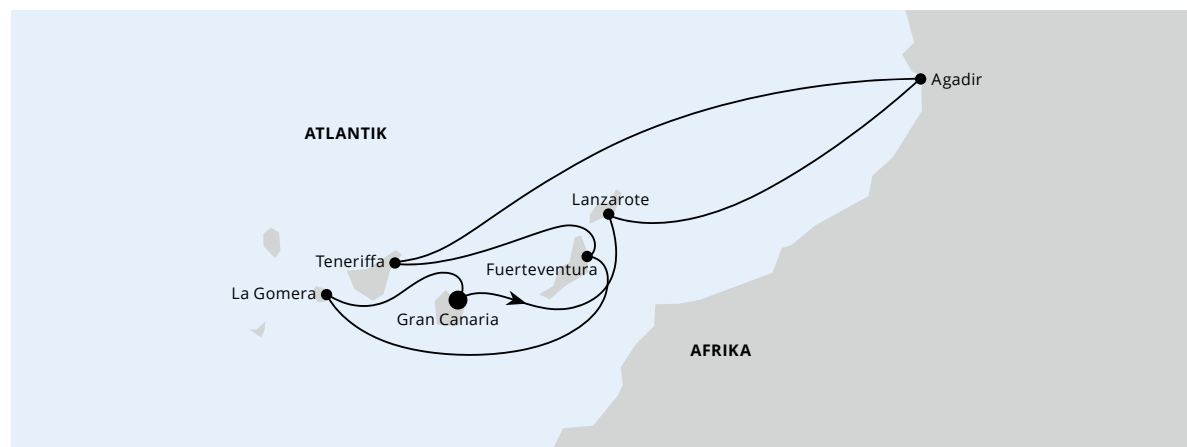 Agadir
ATLANTIK
Lanzarote
Teneriffa
Fuerteventura
La Gomera
Gran Canaria
AFRIKA